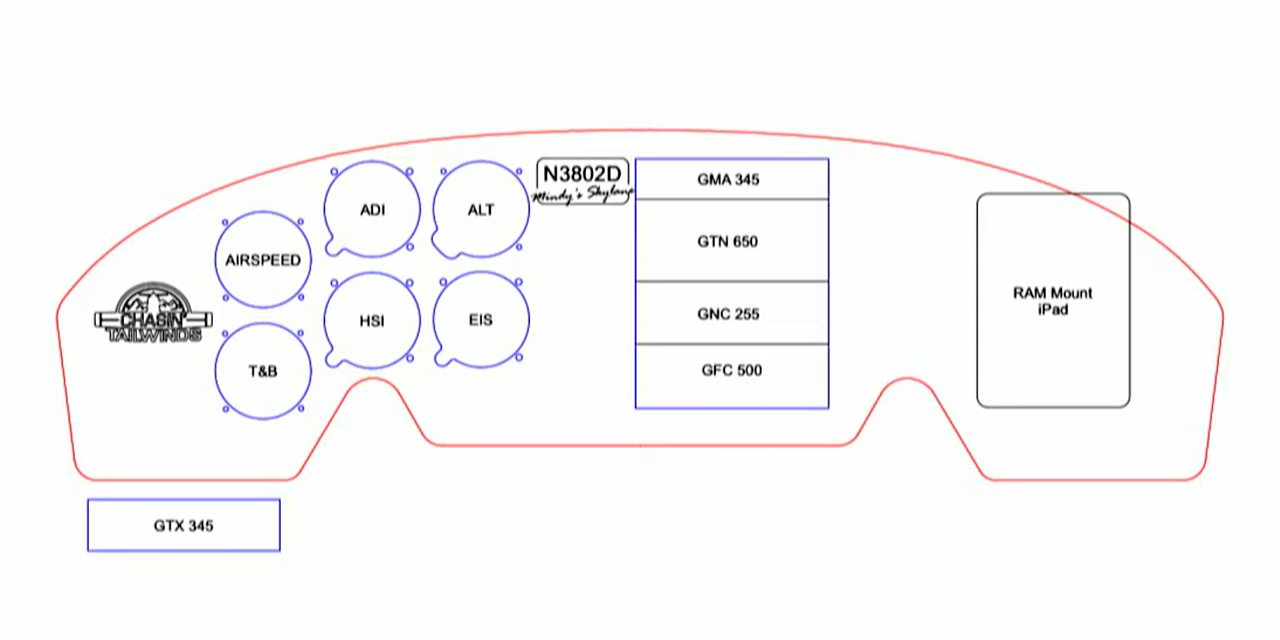 N3802D
Mindy's Skylane
GMA 345
ADI
ALT
GTN 650
AIRSPEED
RAM Mount
iPad
CHASIN'
TAILWINDS
HSI
EIS
GNC 255
T&B
GFC 500
GTX 345